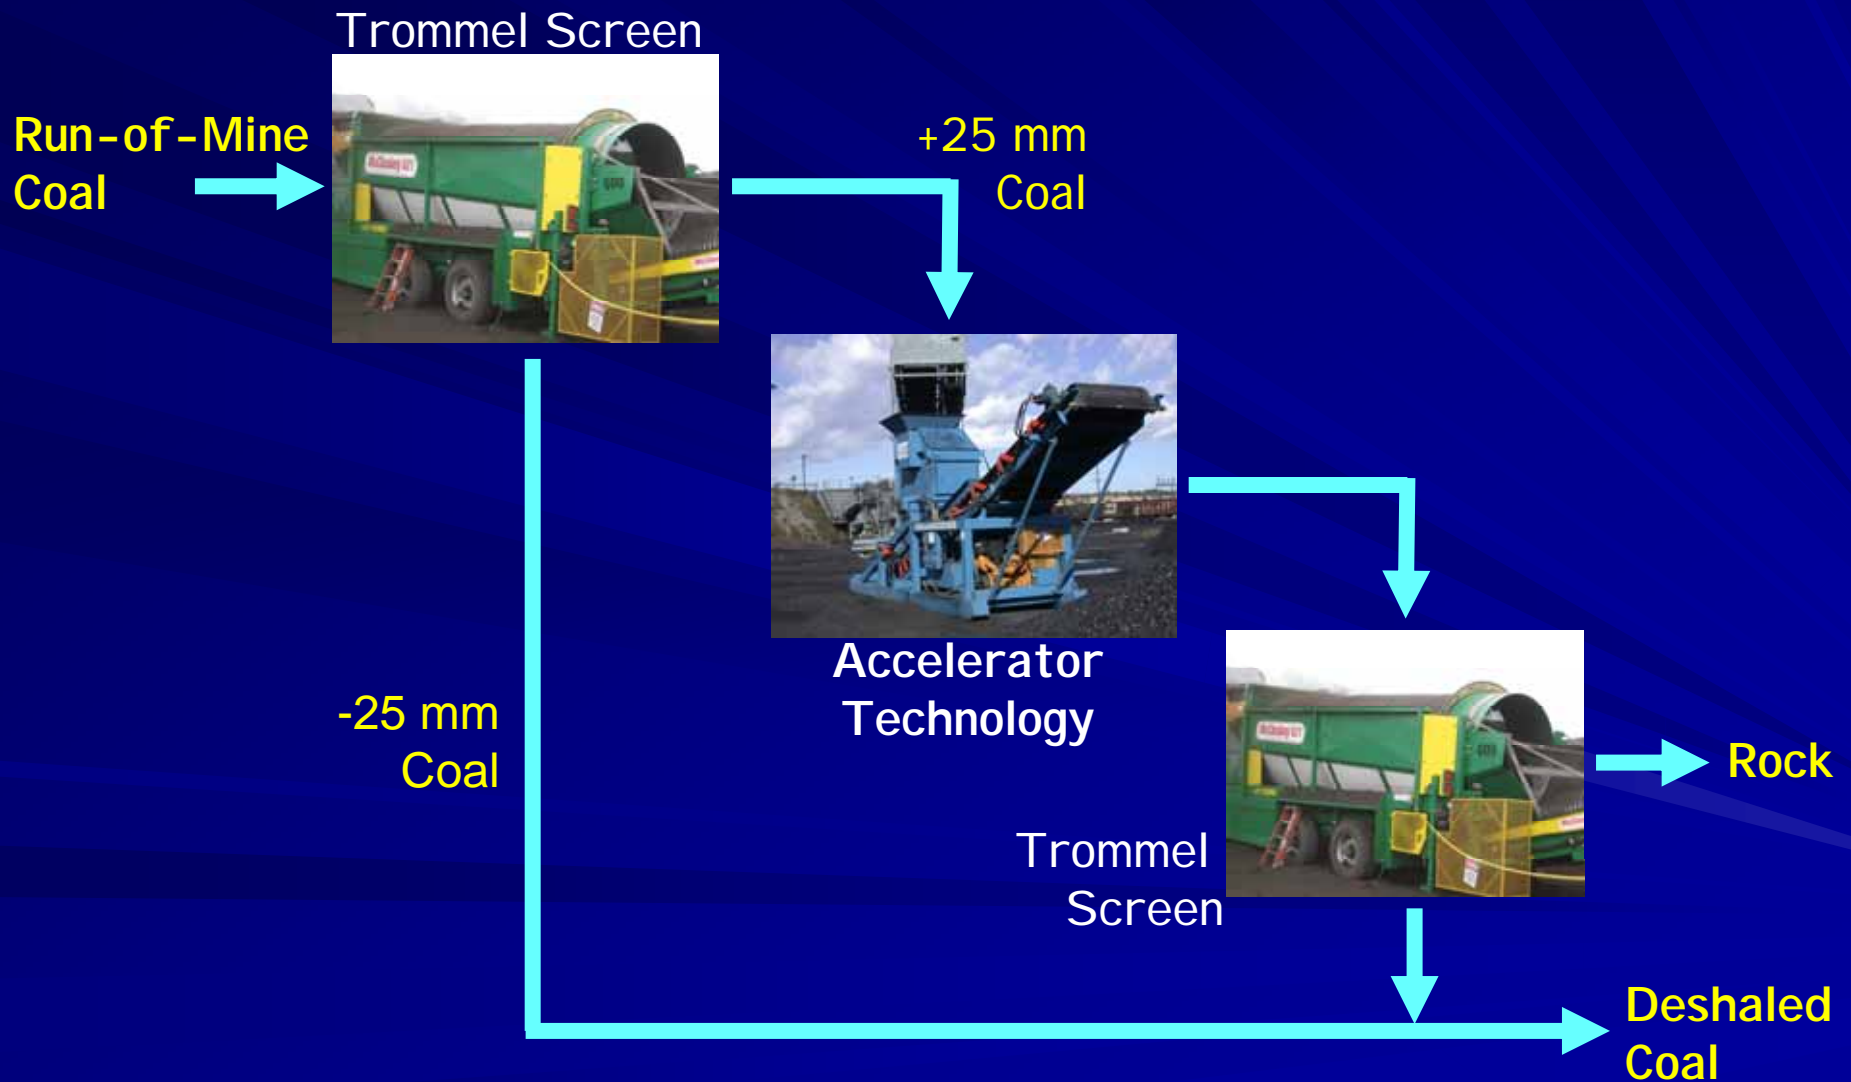 Trommel Screen
Run-of-Mine
Coal
+25 mm
Coal
Accelerator
Technology
-25 mm
Coal
Rock
Trommel
Screen
Deshaled
Coal